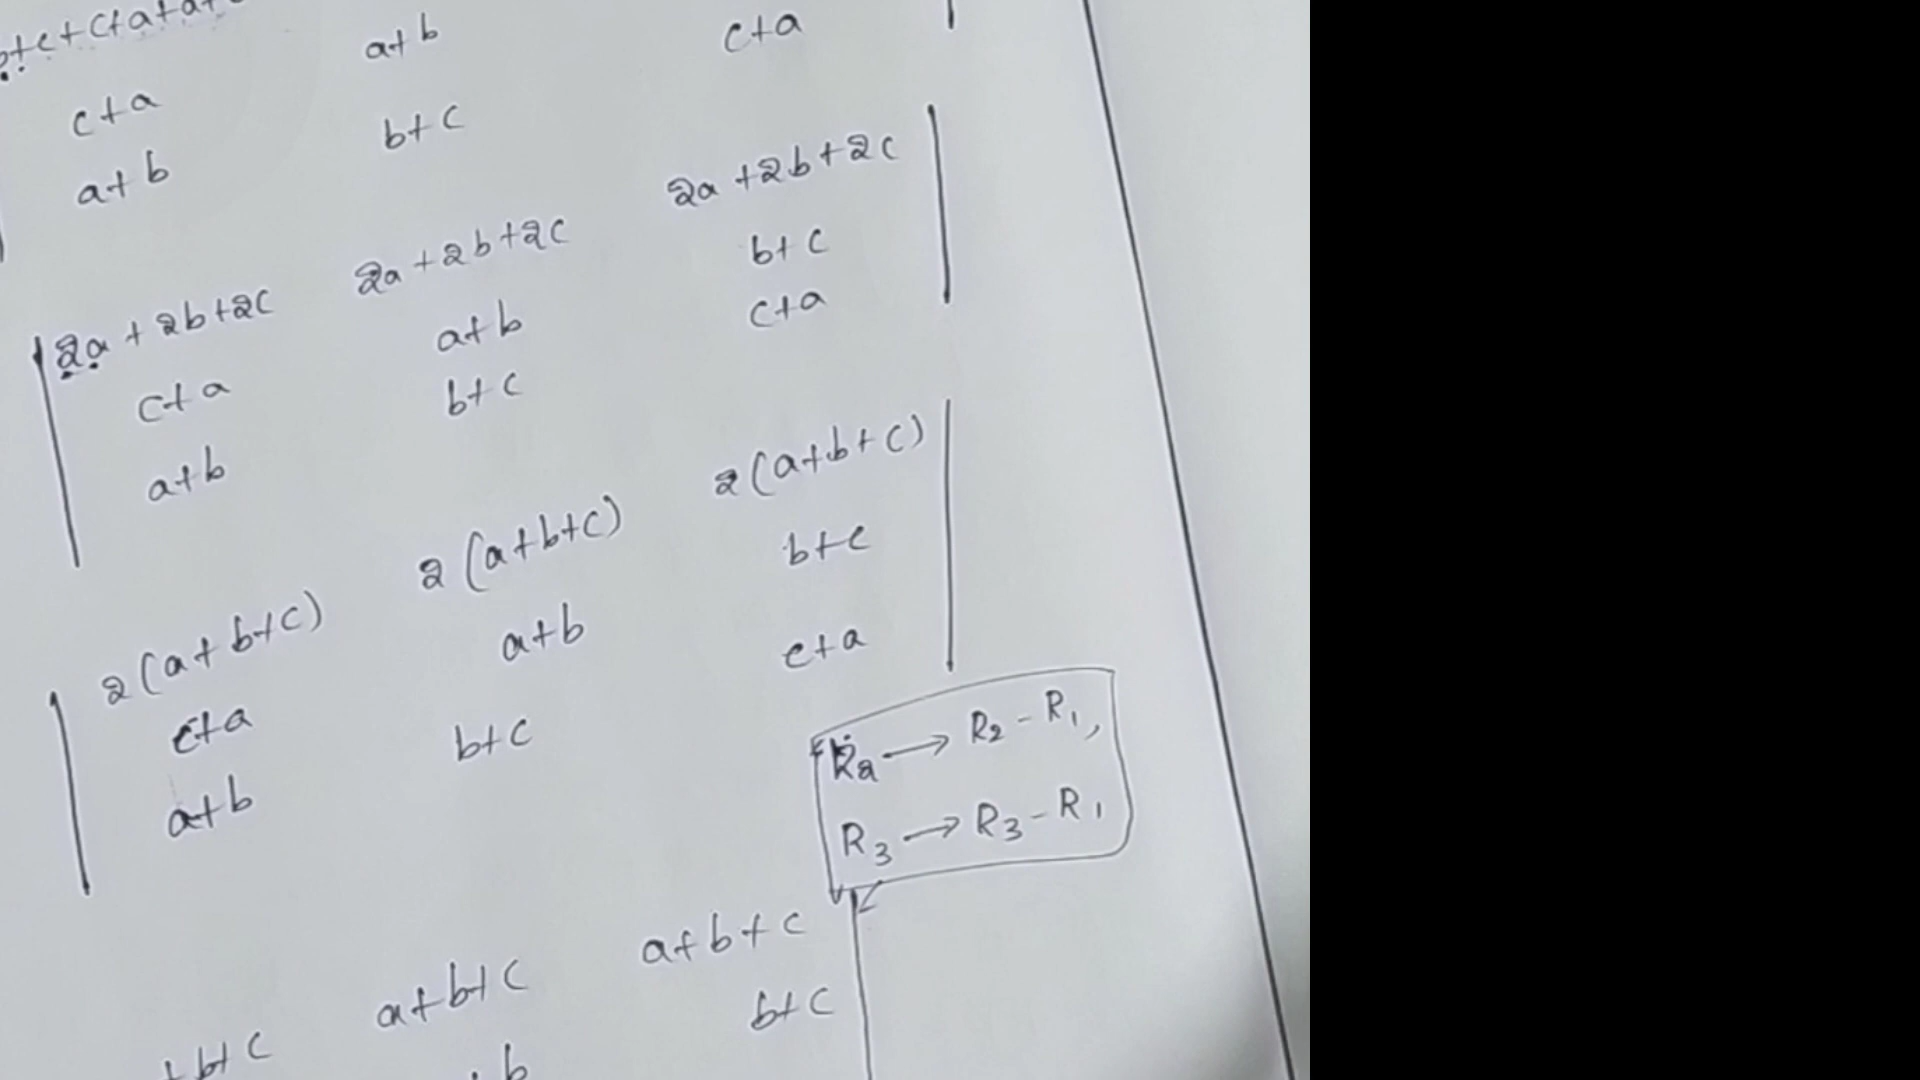 b+c+c+a+a+
a+b c+a
c+a b+c
a+b
2a+2b+2c 2a+2b+2c 2a+2b+2c
c+a a+b b+c
a+b b+c c+a
2(a+b+c) 2(a+b+c) 2(a+b+c)
c+a a+b b+c
a+b b+c c+a
R2 → R2 - R1,
R3 → R3 - R1
+b+c a+b+c a+b+c
+b b+c